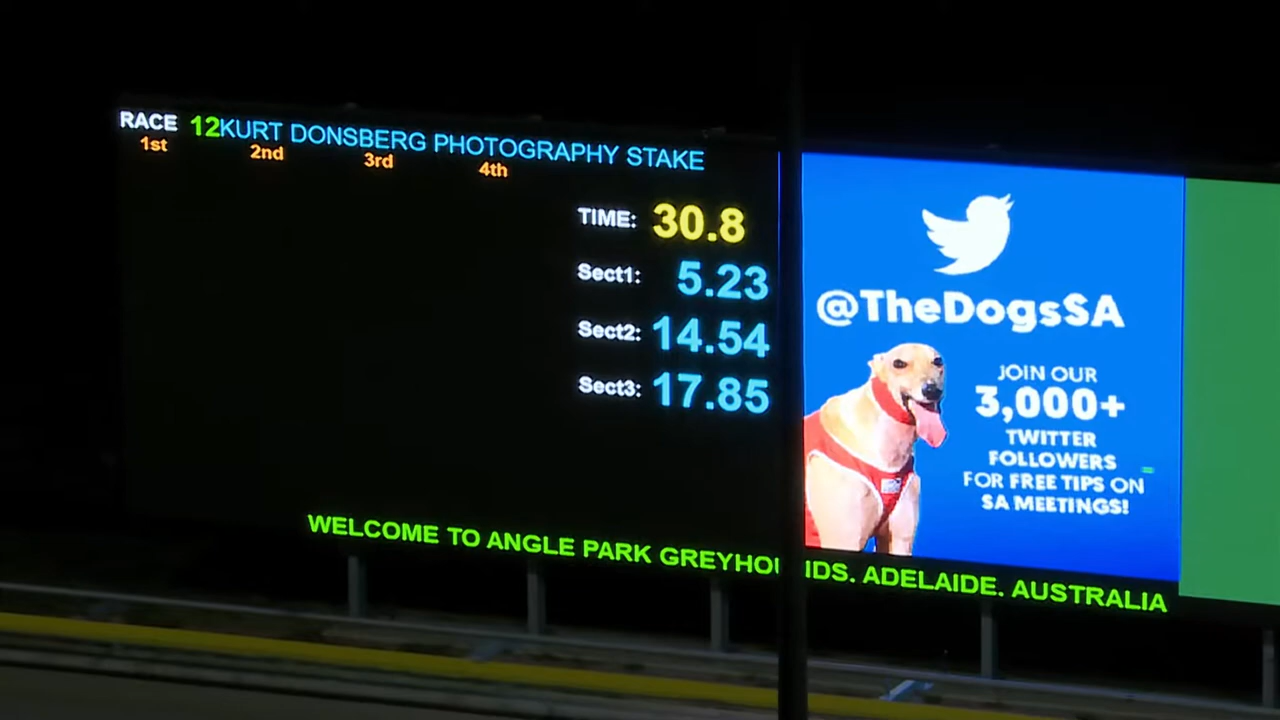 RACE 12KURT DONSBERG PHOTOGRAPHY STAKE
1st 2nd 3rd 4th
TIME: 30.8
Sect1: 5.23
Sect2: 14.54
Sect3: 17.85
@TheDogsSA
JOIN OUR
3,000+
TWITTER
FOLLOWERS
FOR FREE TIPS ON
SA MEETINGS!
WELCOME TO ANGLE PARK GREYHOUNDS. ADELAIDE. AUSTRALIA